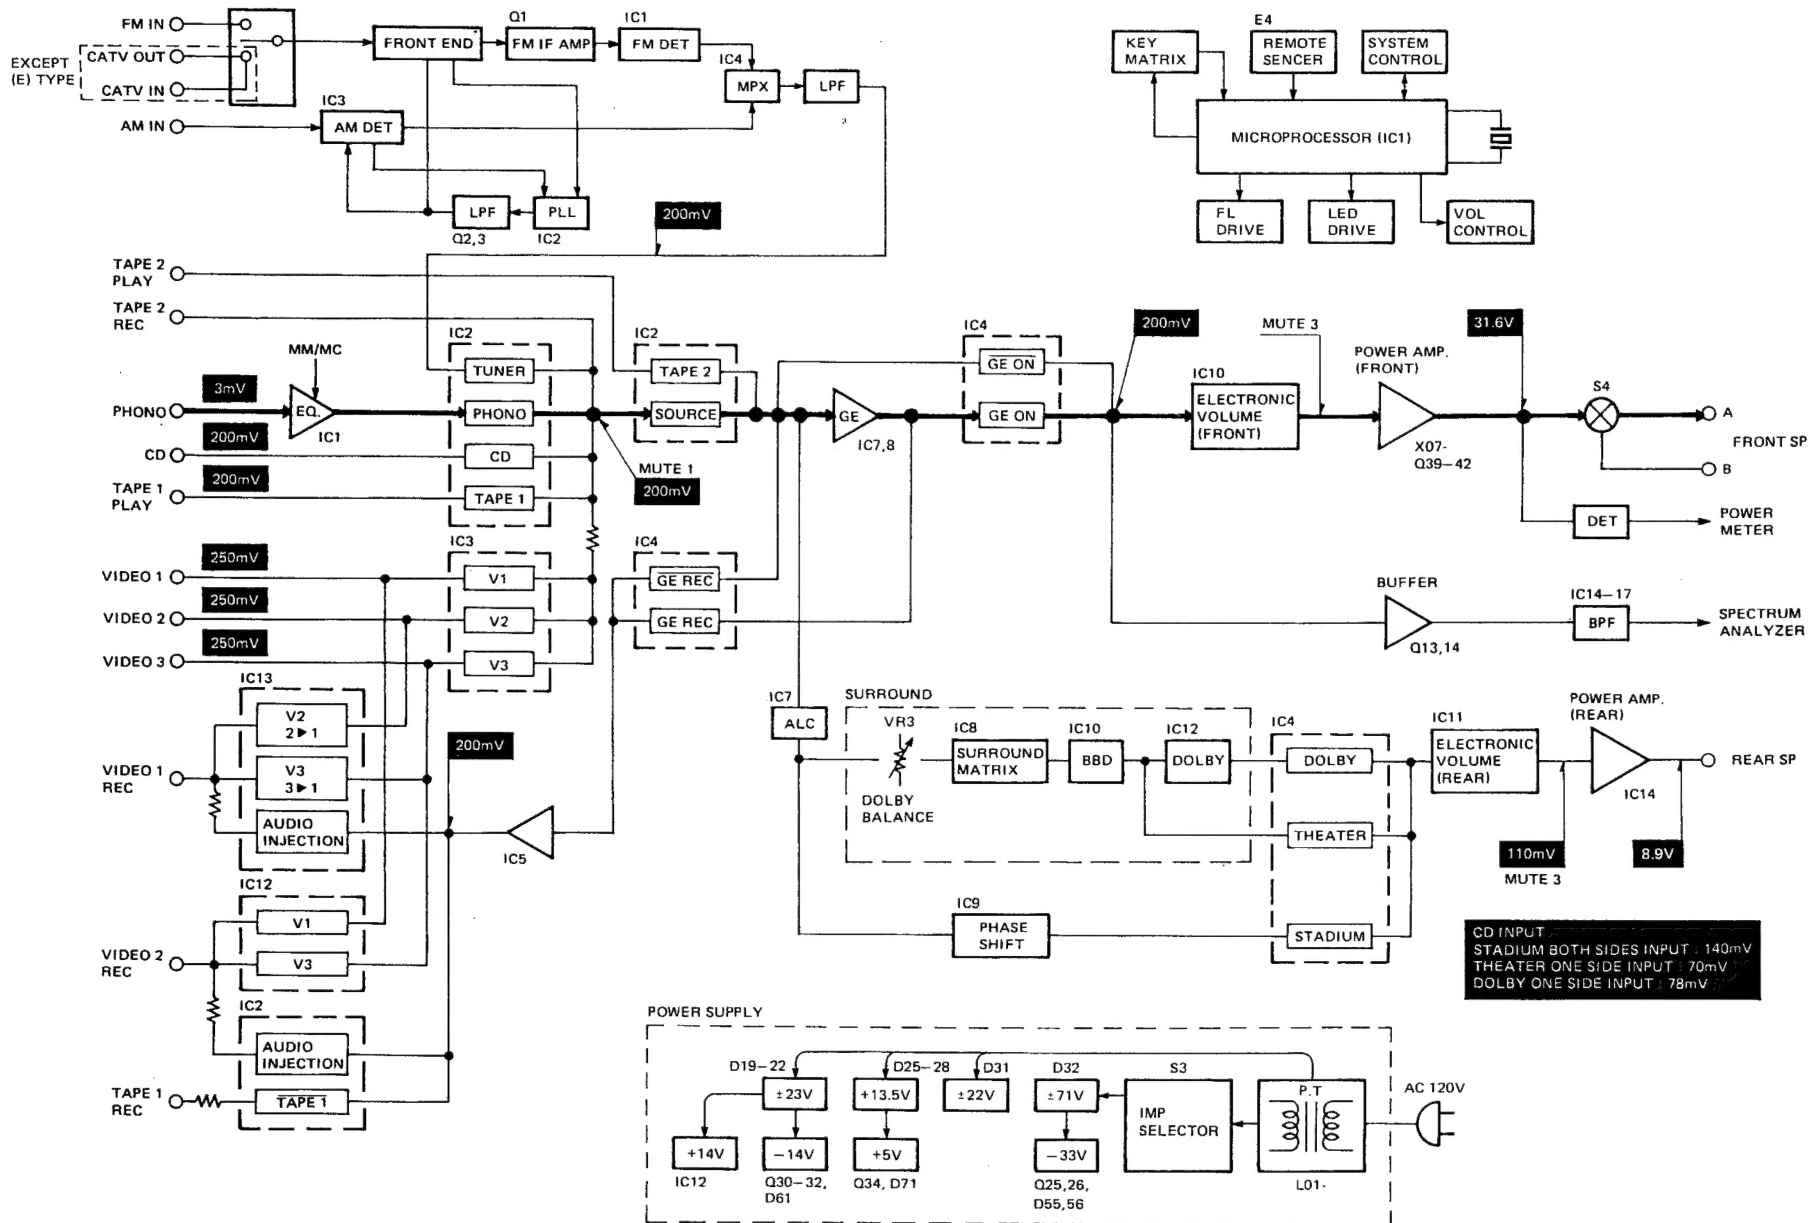 FM IN
EXCEPT
(E) TYPE
CATV OUT
CATV IN
AM IN
FRONT END
Q1
FM IF AMP
IC1
FM DET
IC4
MPX
LPF
IC3
AM DET
LPF
Q2,3
PLL
IC2
200mV
E4
KEY
MATRIX
REMOTE
SENCER
SYSTEM
CONTROL
MICROPROCESSOR (IC1)
FL
DRIVE
LED
DRIVE
VOL
CONTROL
TAPE 2
PLAY
TAPE 2
REC
MM/MC
3mV
PHONO
EQ.
IC1
200mV
CD
200mV
TAPE 1
PLAY
IC2
TUNER
PHONO
CD
TAPE 1
MUTE 1
200mV
IC2
TAPE 2
SOURCE
GE
IC7,8
IC4
GE ON
GE ON
200mV
MUTE 3
IC10
ELECTRONIC
VOLUME
(FRONT)
POWER AMP.
(FRONT)
X07-
Q39-42
31.6V
S4
A
FRONT SP
B
DET
POWER
METER
250mV
VIDEO 1
250mV
VIDEO 2
250mV
VIDEO 3
IC3
V1
V2
V3
IC4
GE REC
GE REC
BUFFER
Q13,14
IC14-17
BPF
SPECTRUM
ANALYZER
IC13
V2
2▶1
V3
3▶1
AUDIO
INJECTION
VIDEO 1
REC
200mV
IC5
IC7
ALC
SURROUND
VR3
DOLBY
BALANCE
IC8
SURROUND
MATRIX
IC10
BBD
IC12
DOLBY
IC4
DOLBY
THEATER
STADIUM
IC9
PHASE
SHIFT
IC11
ELECTRONIC
VOLUME
(REAR)
POWER AMP.
(REAR)
IC14
REAR SP
110mV
MUTE 3
8.9V
IC12
V1
V3
VIDEO 2
REC
IC2
AUDIO
INJECTION
TAPE 1
TAPE 1
REC
CD INPUT
STADIUM BOTH SIDES INPUT : 140mV
THEATER ONE SIDE INPUT : 70mV
DOLBY ONE SIDE INPUT : 78mV
POWER SUPPLY
D19-22
±23V
D25-28
+13.5V
D31
±22V
D32
±71V
S3
IMP
SELECTOR
P.T
L01-
AC 120V
+14V
IC12
-14V
Q30-32,
D61
+5V
Q34, D71
-33V
Q25,26,
D55,56